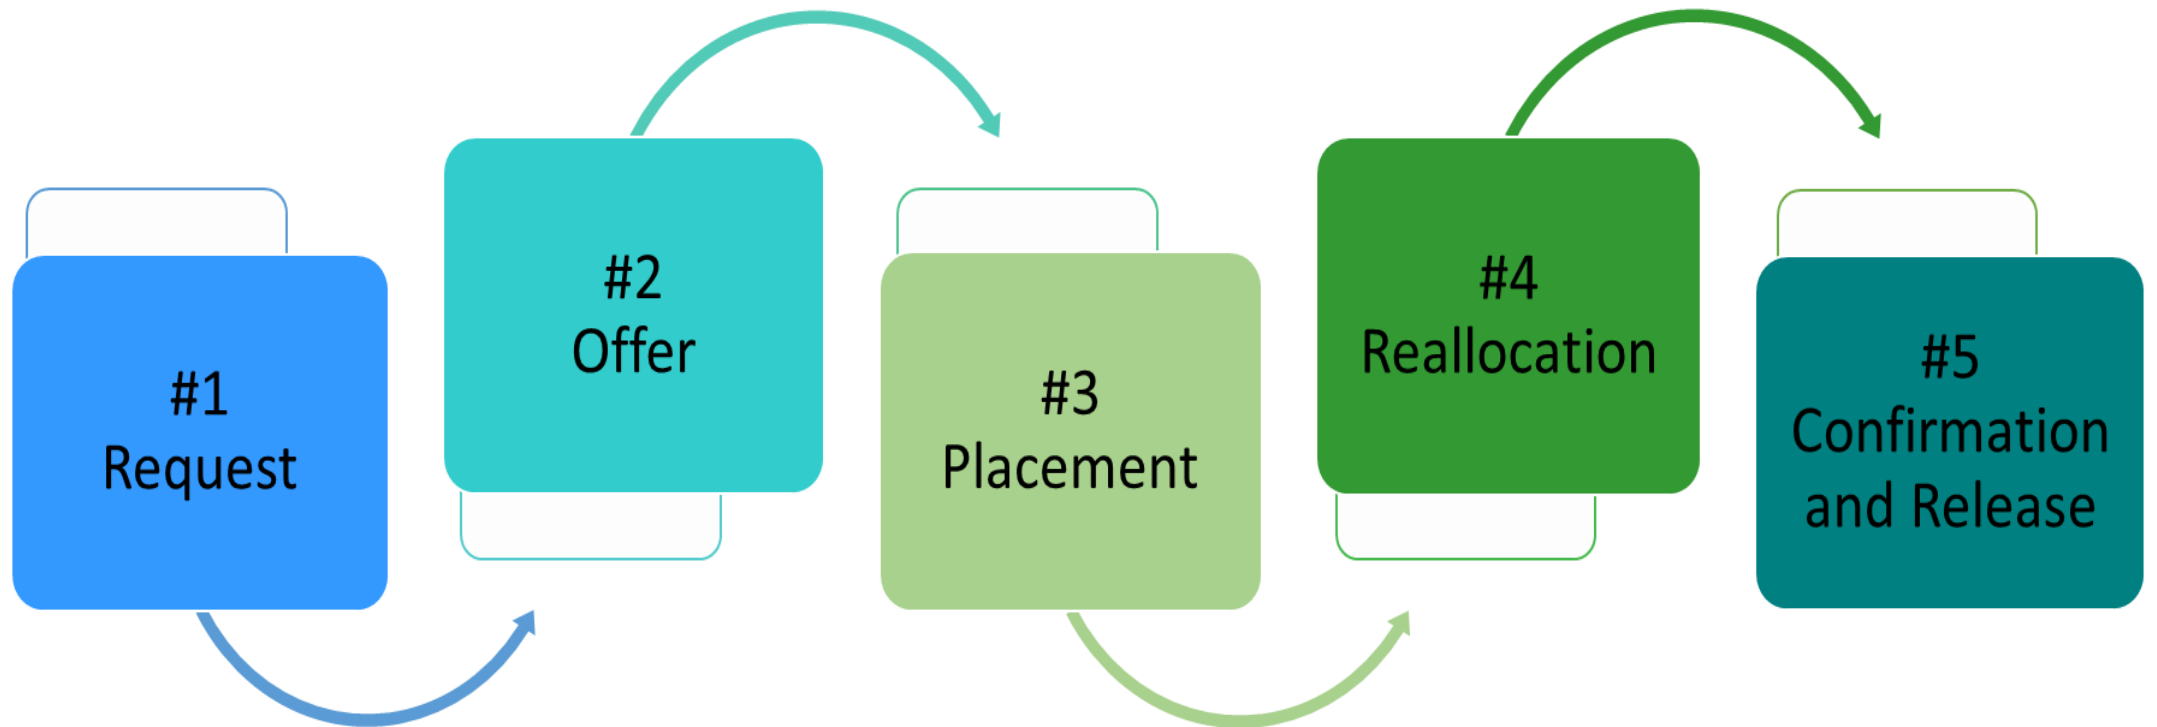 #1
Request
#2
Offer
#3
Placement
#4
Reallocation
#5
Confirmation
and Release